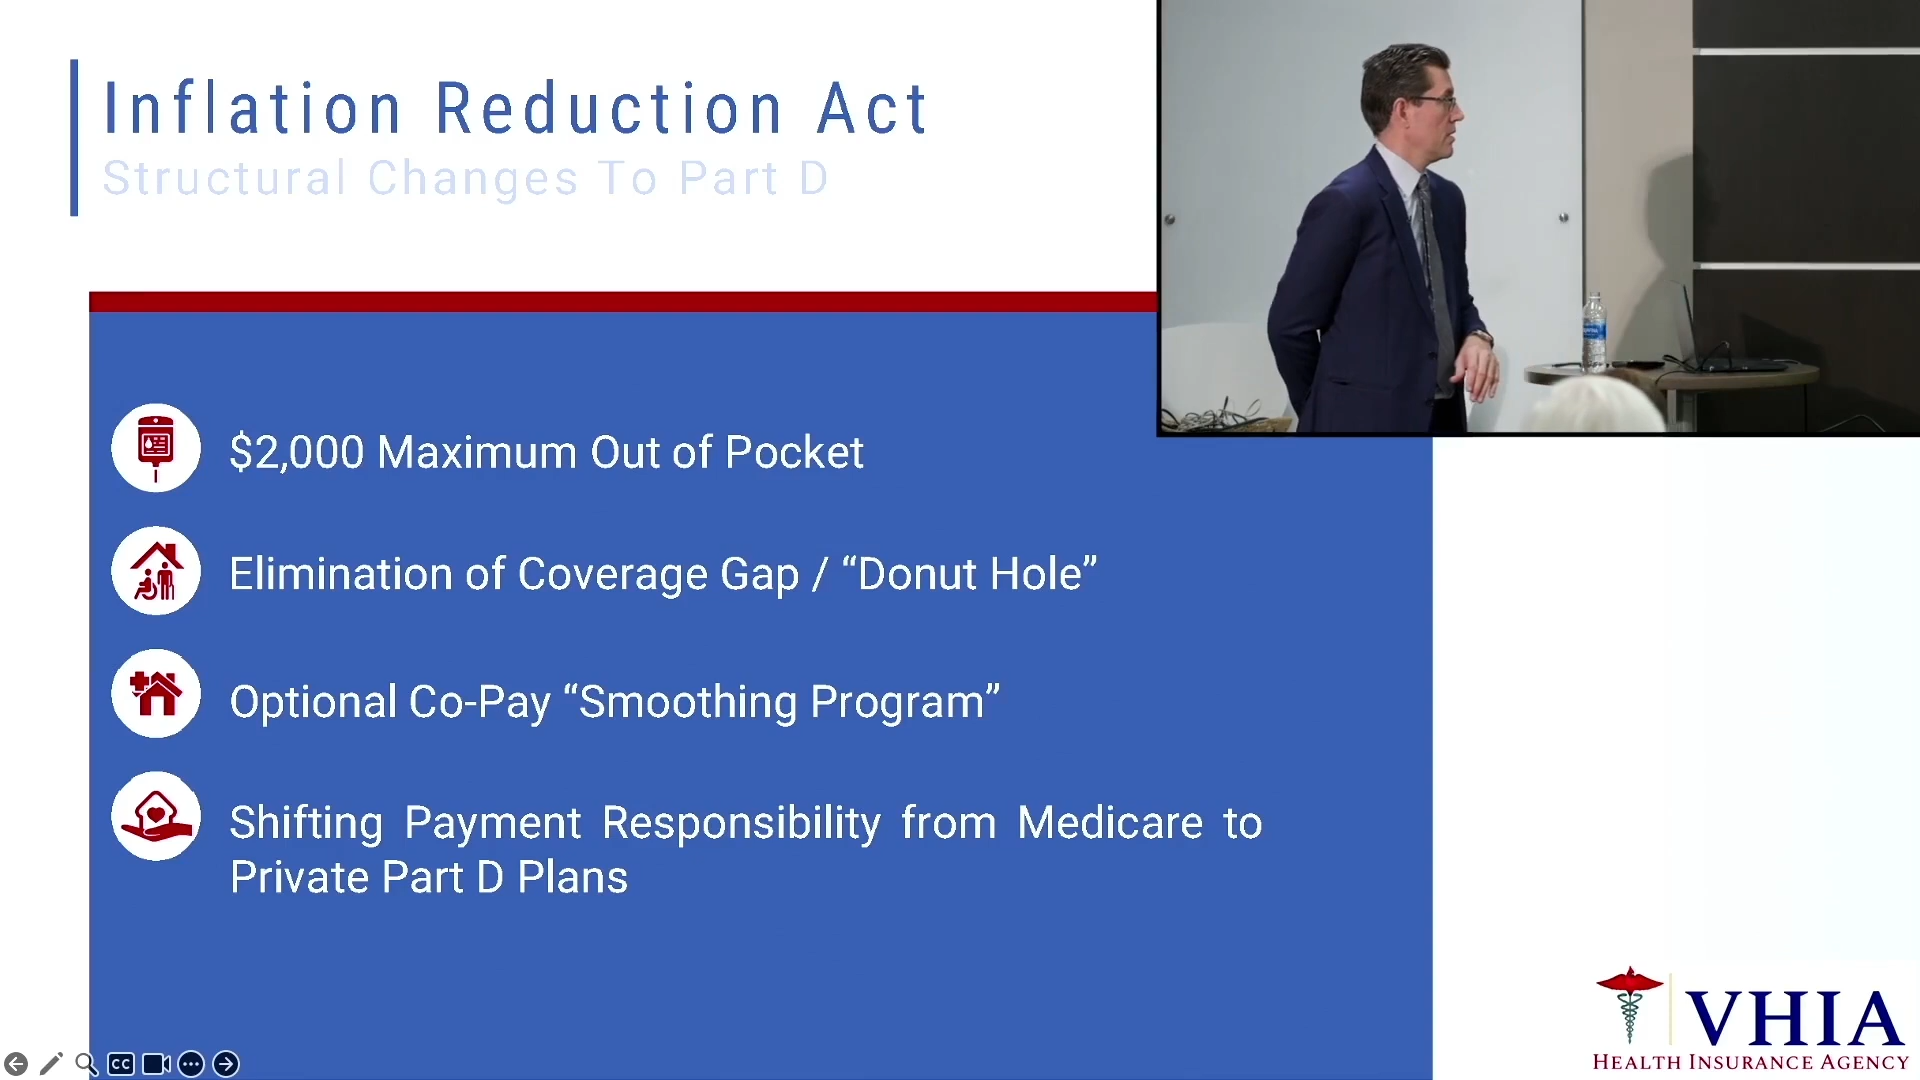 Inflation Reduction Act
Structural Changes To Part D
$2,000 Maximum Out of Pocket
Elimination of Coverage Gap / “Donut Hole”
Optional Co-Pay “Smoothing Program”
Shifting Payment Responsibility from Medicare to
Private Part D Plans
CC
VHIA
HEALTH INSURANCE AGENCY